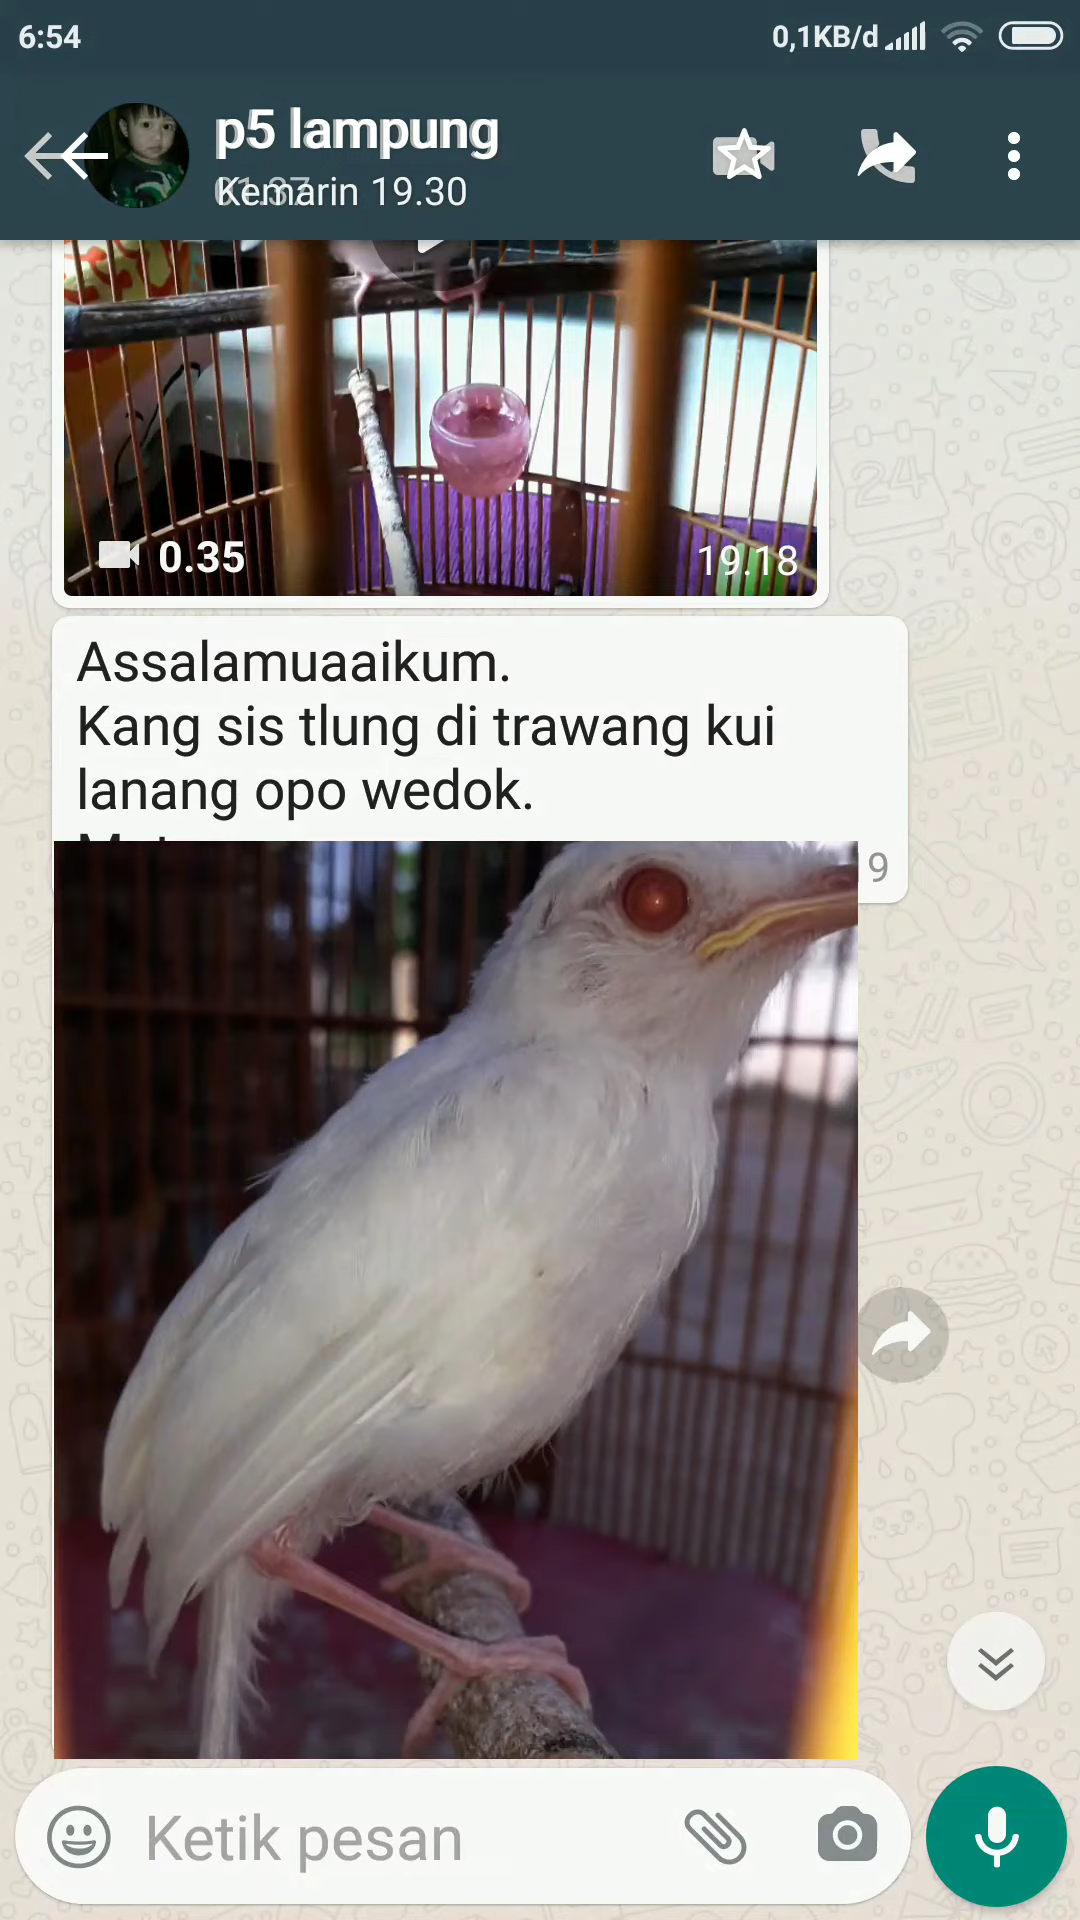 6:54
0,1KB/d
p5 lampung
Kemarin 19.30
0.35
19.18
Assalamuaaikum.
Kang sis tlung di trawang kui
lanang opo wedok.
9
Ketik pesan